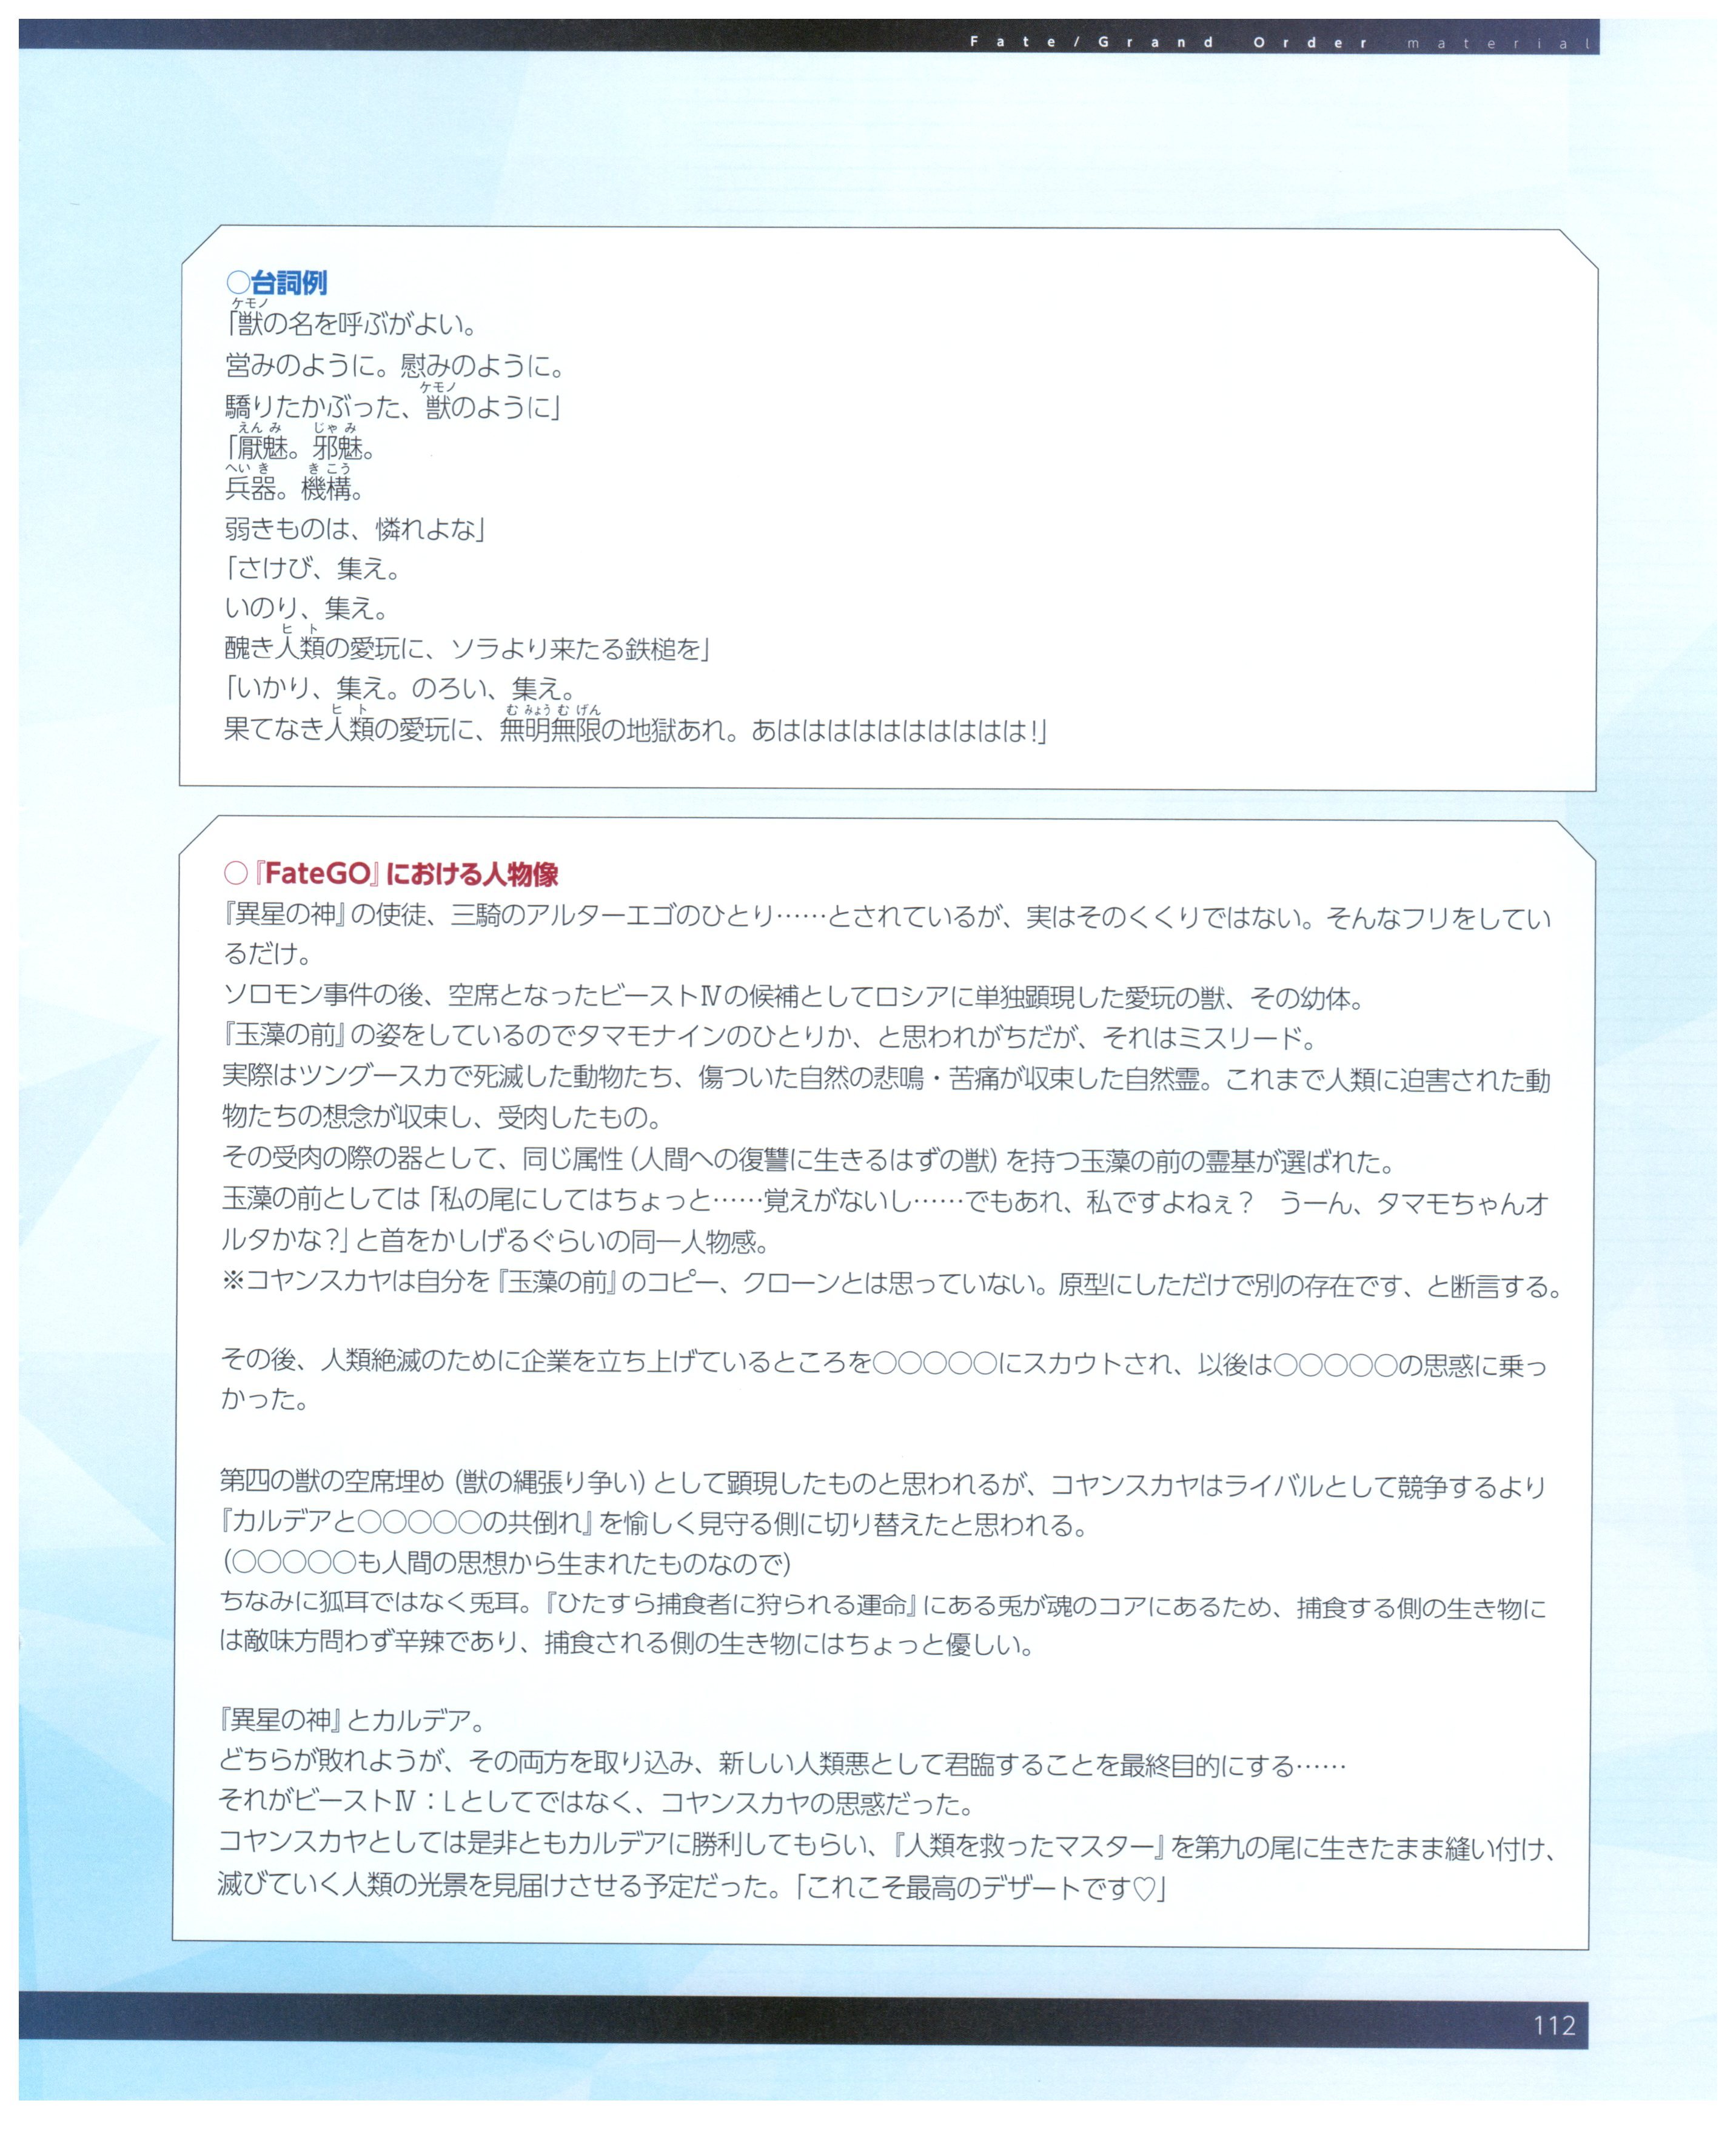 Fate/Grand Order material
○台詞例
「獣の名を呼ぶがよい。
営みのように。慰みのように。
驕りたかぶった、獣のように」
「厭魅。邪魅。
兵器。機構。
弱きものは、憐れよな」
「さけび、集え。
いのり、集え。
醜き人類の愛玩に、ソラより来たる鉄槌を」
「いかり、集え。のろい、集え。
果てなき人類の愛玩に、無明無限の地獄あれ。あはははははははははは!」
○『FateGO』における人物像
『異星の神』の使徒、三騎のアルターエゴのひとり……とされているが、実はそのくくりではない。そんなフリをしてい
るだけ。
ソロモン事件の後、空席となったビーストⅣの候補としてロシアに単独顕現した愛玩の獣、その幼体。
『玉藻の前』の姿をしているのでタマモナインのひとりか、と思われがちだが、それはミスリード。
実際はツングースカで死滅した動物たち、傷ついた自然の悲鳴・苦痛が収束した自然霊。これまで人類に迫害された動
物たちの想念が収束し、受肉したもの。
その受肉の際の器として、同じ属性(人間への復讐に生きるはずの獣)を持つ玉藻の前の霊基が選ばれた。
玉藻の前としては「私の尾にしてはちょっと……覚えがないし……でもあれ、私ですよねぇ? うーん、タマモちゃんオ
ルタかな?」と首をかしげるぐらいの同一人物感。
※コヤンスカヤは自分を『玉藻の前』のコピー、クローンとは思っていない。原型にしただけで別の存在です、と断言する。
その後、人類絶滅のために企業を立ち上げているところを○○○○○にスカウトされ、以後は○○○○○の思惑に乗っ
かった。
第四の獣の空席埋め(獣の縄張り争い)として顕現したものと思われるが、コヤンスカヤはライバルとして競争するより
『カルデアと○○○○○の共倒れ』を愉しく見守る側に切り替えたと思われる。
(○○○○○も人間の思想から生まれたものなので)
ちなみに狐耳ではなく兎耳。『ひたすら捕食者に狩られる運命』にある兎が魂のコアにあるため、捕食する側の生き物に
は敵味方問わず辛辣であり、捕食される側の生き物にはちょっと優しい。
『異星の神』とカルデア。
どちらが敗れようが、その両方を取り込み、新しい人類悪として君臨することを最終目的にする……
それがビーストⅣ:Lとしてではなく、コヤンスカヤの思惑だった。
コヤンスカヤとしては是非ともカルデアに勝利してもらい、『人類を救ったマスター』を第九の尾に生きたまま縫い付け、
滅びていく人類の光景を見届けさせる予定だった。「これこそ最高のデザートです♡」
112